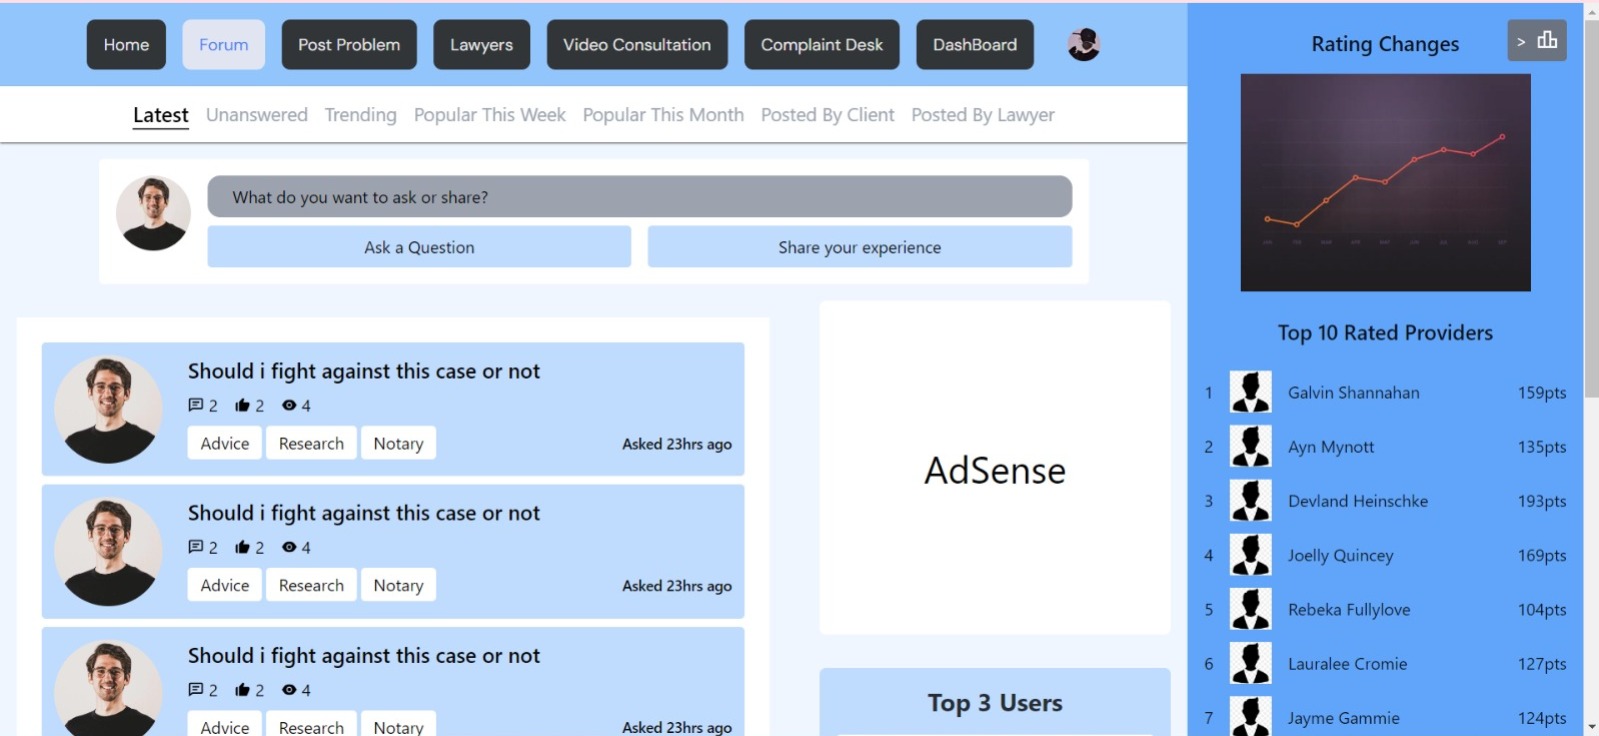 Home Forum Post Problem Lawyers Video Consultation Complaint Desk DashBoard
Latest Unanswered Trending Popular This Week Popular This Month Posted By Client Posted By Lawyer
What do you want to ask or share?
Ask a Question Share your experience
Should i fight against this case or not
2 2 4
Advice Research Notary Asked 23hrs ago
Should i fight against this case or not
2 2 4
Advice Research Notary Asked 23hrs ago
Should i fight against this case or not
2 2 4
Advice Research Notary Asked 23hrs ago
AdSense
Top 3 Users
Rating Changes >
Top 10 Rated Providers
1 Galvin Shannahan 159pts
2 Ayn Mynott 135pts
3 Devland Heinschke 193pts
4 Joelly Quincey 169pts
5 Rebeka Fullylove 104pts
6 Lauralee Cromie 127pts
7 Jayme Gammie 124pts